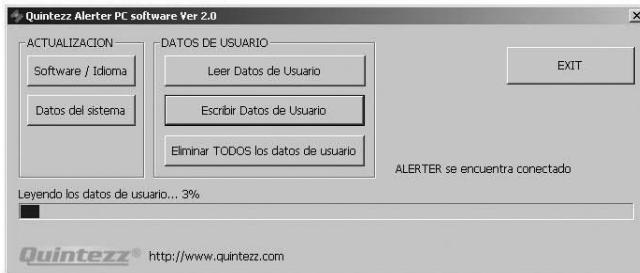 Quintezz Alerter PC software Ver 2.0
ACTUALIZACION
Software / Idioma
Datos del sistema
DATOS DE USUARIO
Leer Datos de Usuario
Escribir Datos de Usuario
Eliminar TODOS los datos de usuario
EXIT
ALERTER se encuentra conectado
Leyendo los datos de usuario... 3%
Quintezz® http://www.quintezz.com